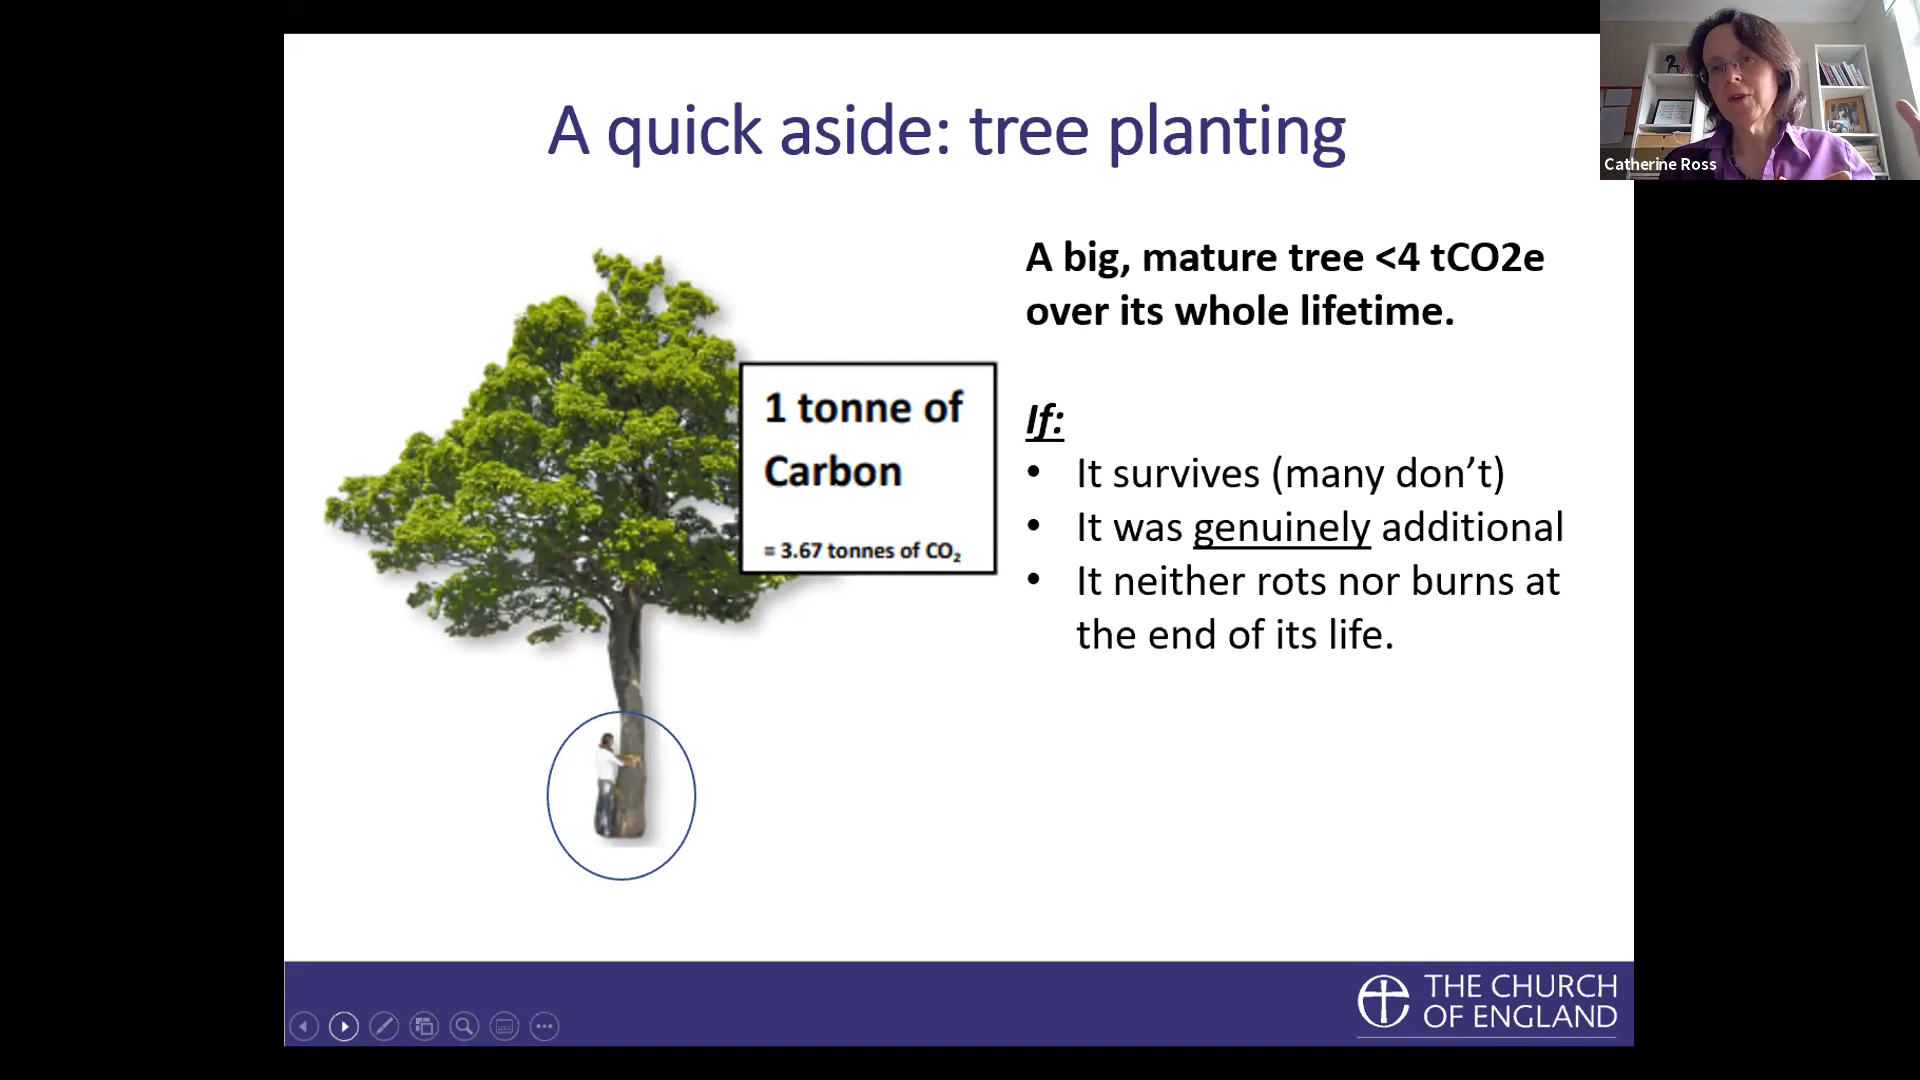 A quick aside: tree planting
A big, mature tree <4 tCO2e
over its whole lifetime.
If:
• It survives (many don’t)
• It was genuinely additional
• It neither rots nor burns at
the end of its life.
1 tonne of
Carbon
= 3.67 tonnes of CO₂
THE CHURCH
OF ENGLAND
Catherine Ross